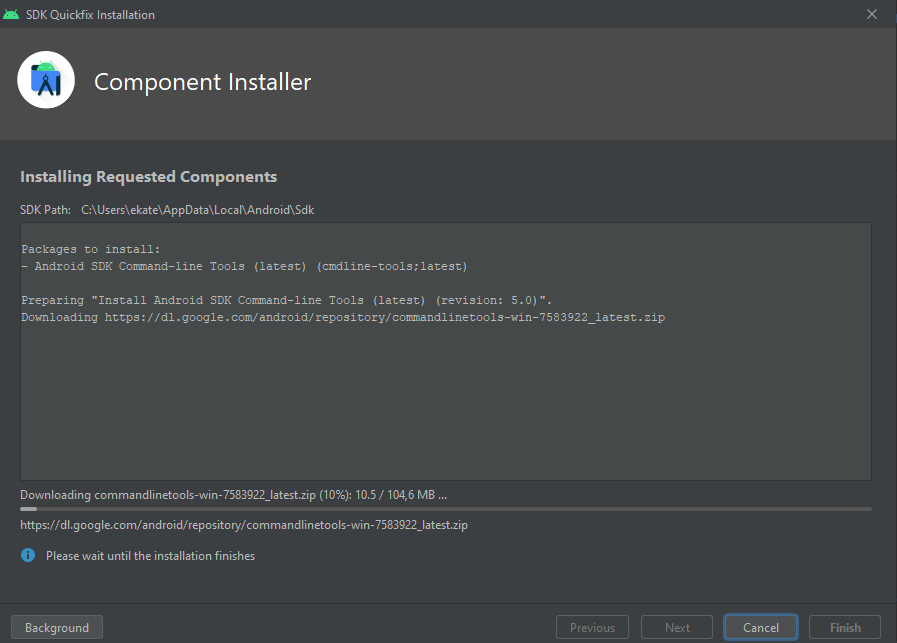 SDK Quickfix Installation
Component Installer
Installing Requested Components
SDK Path: C:\Users\ekate\AppData\Local\Android\Sdk
Packages to install:
- Android SDK Command-line Tools (latest) (cmdline-tools;latest)
Preparing "Install Android SDK Command-line Tools (latest) (revision: 5.0)".
Downloading https://dl.google.com/android/repository/commandlinetools-win-7583922_latest.zip
Downloading commandlinetools-win-7583922_latest.zip (10%): 10.5 / 104,6 MB ...
https://dl.google.com/android/repository/commandlinetools-win-7583922_latest.zip
Please wait until the installation finishes
Background Previous Next Cancel Finish